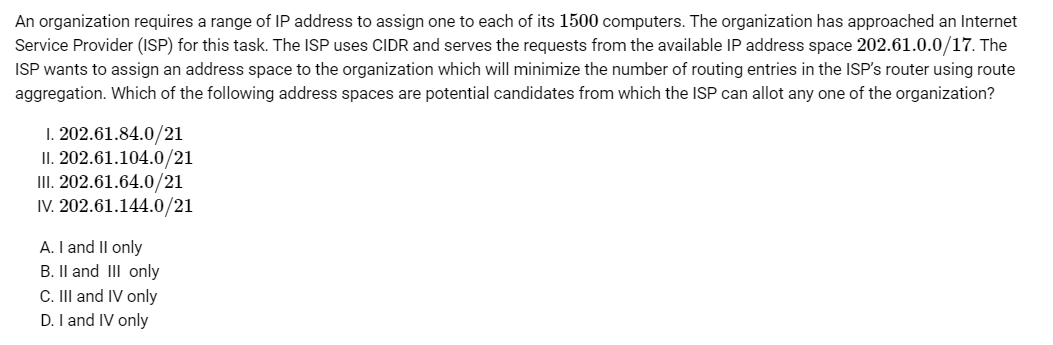 An organization requires a range of IP address to assign one to each of its 1500 computers. The organization has approached an Internet
Service Provider (ISP) for this task. The ISP uses CIDR and serves the requests from the available IP address space 202.61.0.0/17. The
ISP wants to assign an address space to the organization which will minimize the number of routing entries in the ISP's router using route
aggregation. Which of the following address spaces are potential candidates from which the ISP can allot any one of the organization?
I. 202.61.84.0/21
II. 202.61.104.0/21
III. 202.61.64.0/21
IV. 202.61.144.0/21
A. I and II only
B. II and III only
C. III and IV only
D. I and IV only